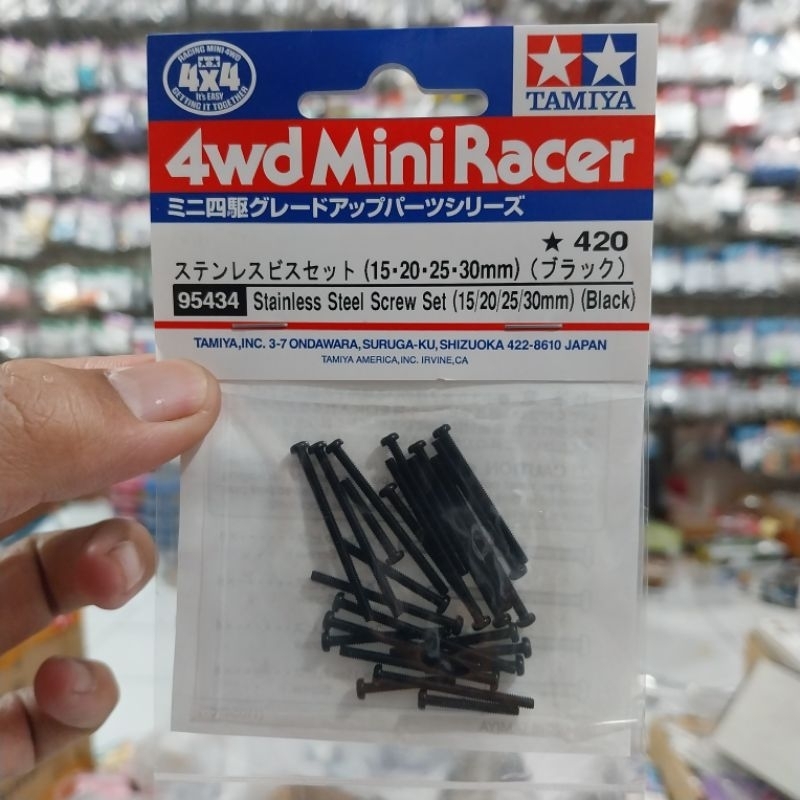 RACING MINI 4WD
4x4
It's EASY
GETTING IT TOGETHER
TAMIYA
4wd Mini Racer
ミニ四駆グレードアップパーツシリーズ
★ 420
ステンレスビスセット (15・20・25・30mm) (ブラック)
95434 Stainless Steel Screw Set (15/20/25/30mm) (Black)
TAMIYA,INC. 3-7 ONDAWARA, SURUGA-KU, SHIZUOKA 422-8610 JAPAN
TAMIYA AMERICA,INC. IRVINE,CA